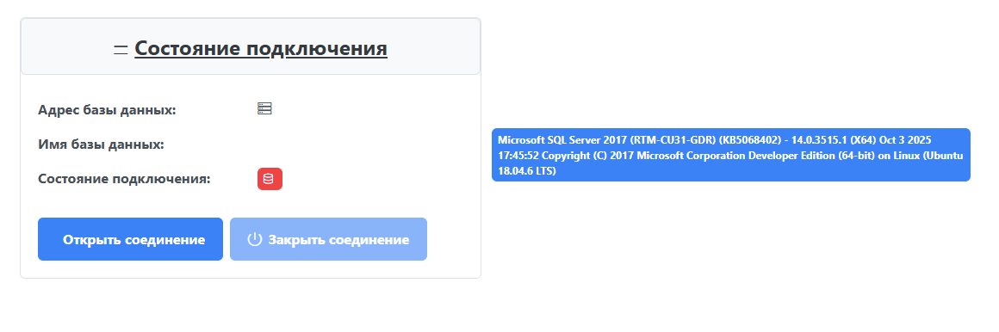 Состояние подключения
Адрес базы данных:
Имя базы данных:
Состояние подключения:
Открыть соединение
Закрыть соединение
Microsoft SQL Server 2017 (RTM-CU31-GDR) (KB5068402) - 14.0.3515.1 (X64) Oct 3 2025
17:45:52 Copyright (C) 2017 Microsoft Corporation Developer Edition (64-bit) on Linux (Ubuntu
18.04.6 LTS)